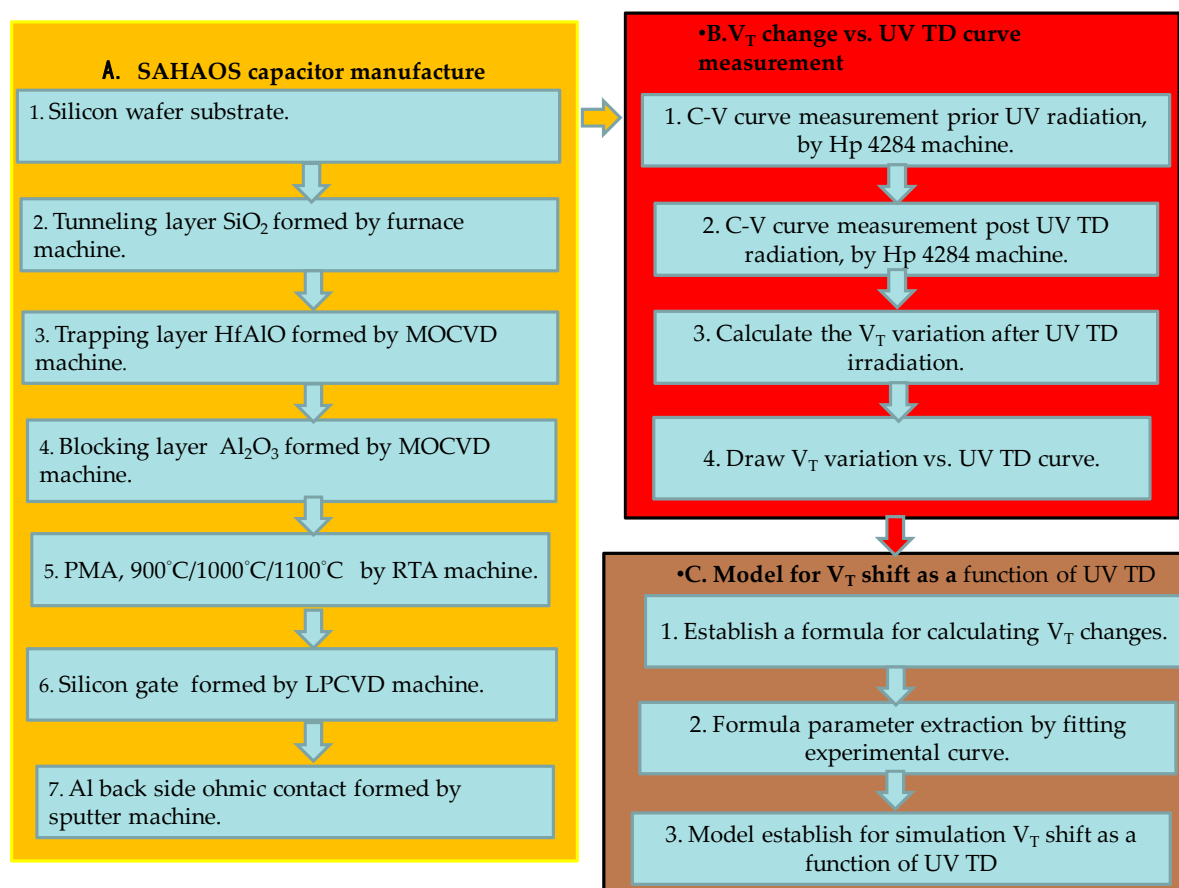 A. SAHAOS capacitor manufacture
1. Silicon wafer substrate.
2. Tunneling layer SiO₂ formed by furnace
machine.
3. Trapping layer HfAlO formed by MOCVD
machine.
4. Blocking layer Al₂O₃ formed by MOCVD
machine.
5. PMA, 900°C/1000°C/1100°C by RTA machine.
6. Silicon gate formed by LPCVD machine.
7. Al back side ohmic contact formed by
sputter machine.
•B.V_T change vs. UV TD curve
measurement
1. C-V curve measurement prior UV radiation,
by Hp 4284 machine.
2. C-V curve measurement post UV TD
radiation, by Hp 4284 machine.
3. Calculate the V_T variation after UV TD
irradiation.
4. Draw V_T variation vs. UV TD curve.
•C. Model for V_T shift as a function of UV TD
1. Establish a formula for calculating V_T changes.
2. Formula parameter extraction by fitting
experimental curve.
3. Model establish for simulation V_T shift as a
function of UV TD